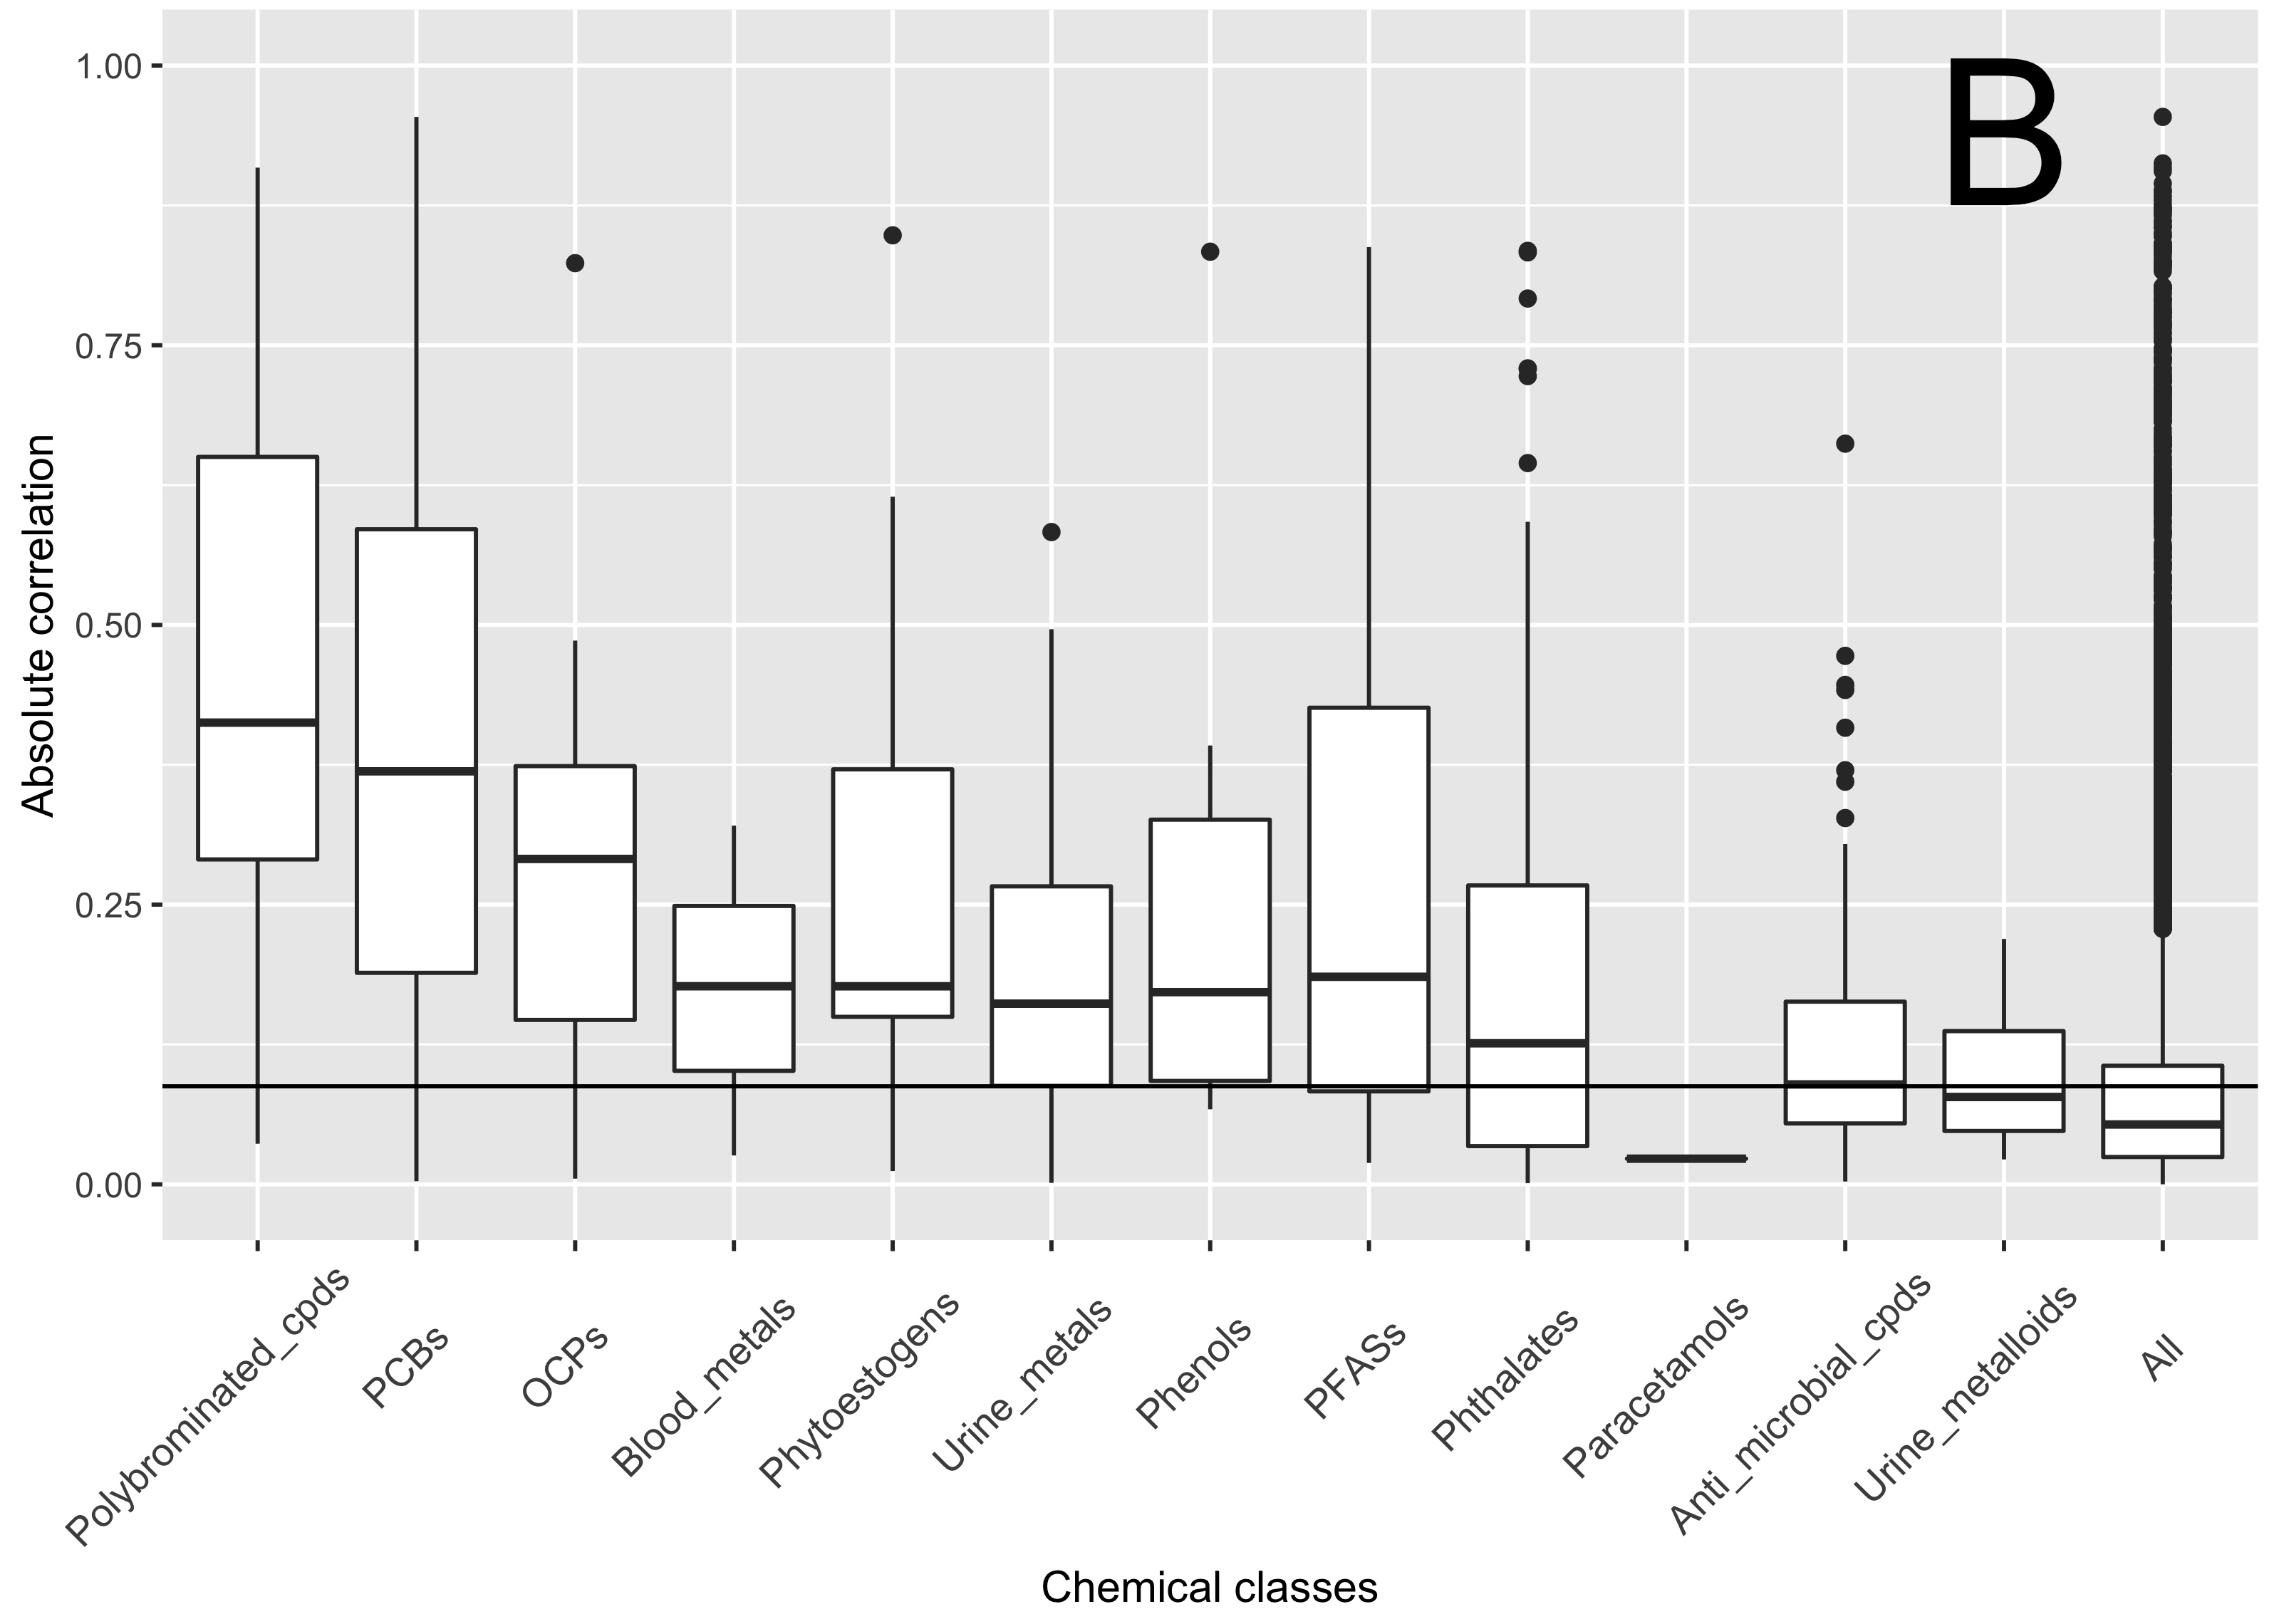 B
1.00
0.75
0.50
0.25
0.00
Absolute correlation
Polybrominated_cpds
PCBs
OCPs
Blood_metals
Phytoestogens
Urine_metals
Phenols
PFASs
Phthalates
Paracetamols
Anti_microbial_cpds
Urine_metalloids
All
Chemical classes